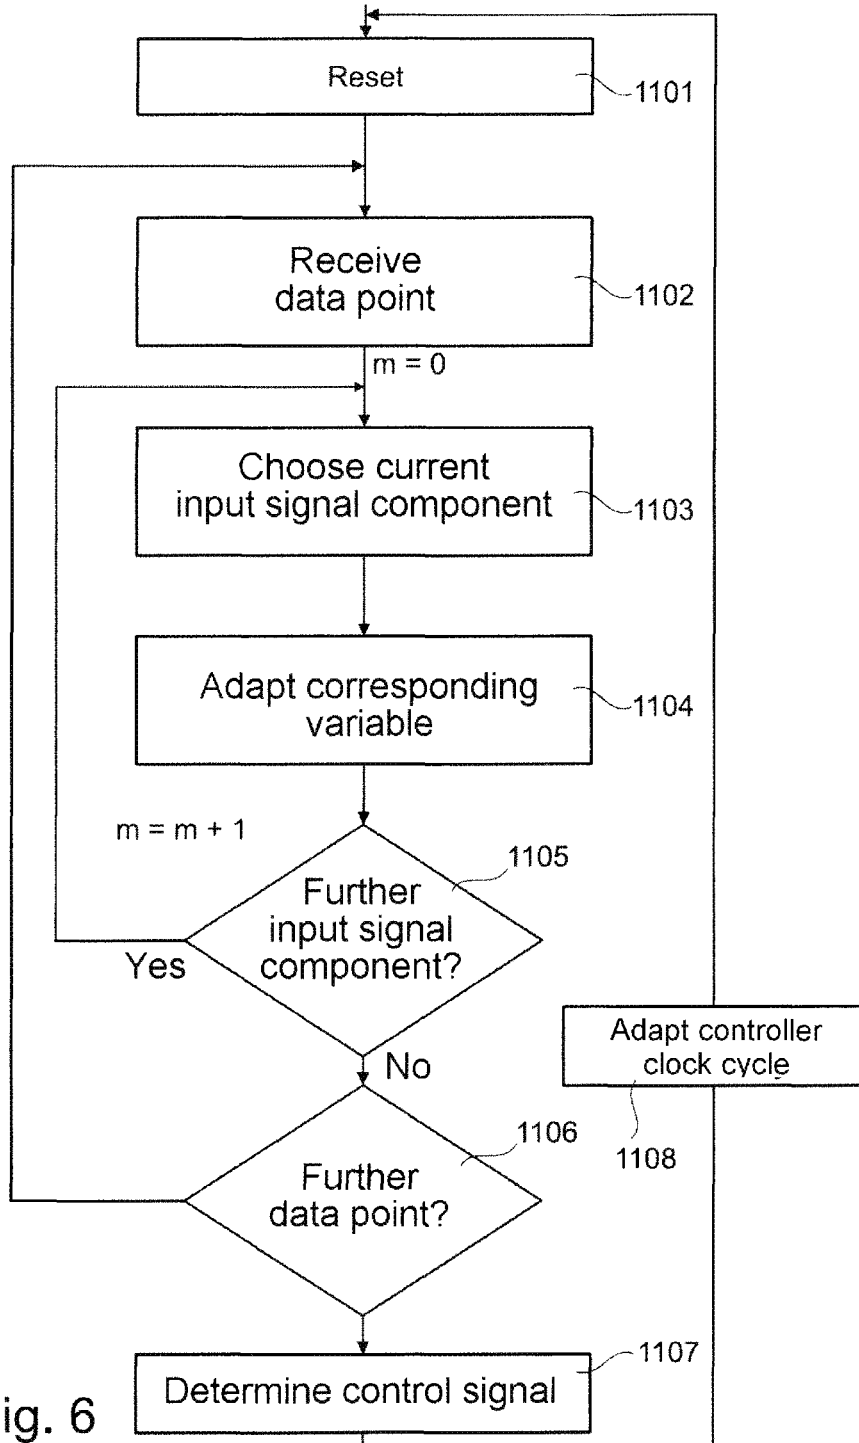 Reset
1101
Receive
data point
1102
m = 0
Choose current
input signal component
1103
Adapt corresponding
variable
1104
m = m + 1
1105
Further
input signal
component?
Yes
No
Adapt controller
clock cycle
1108
1106
Further
data point?
1107
Determine control signal
ig. 6